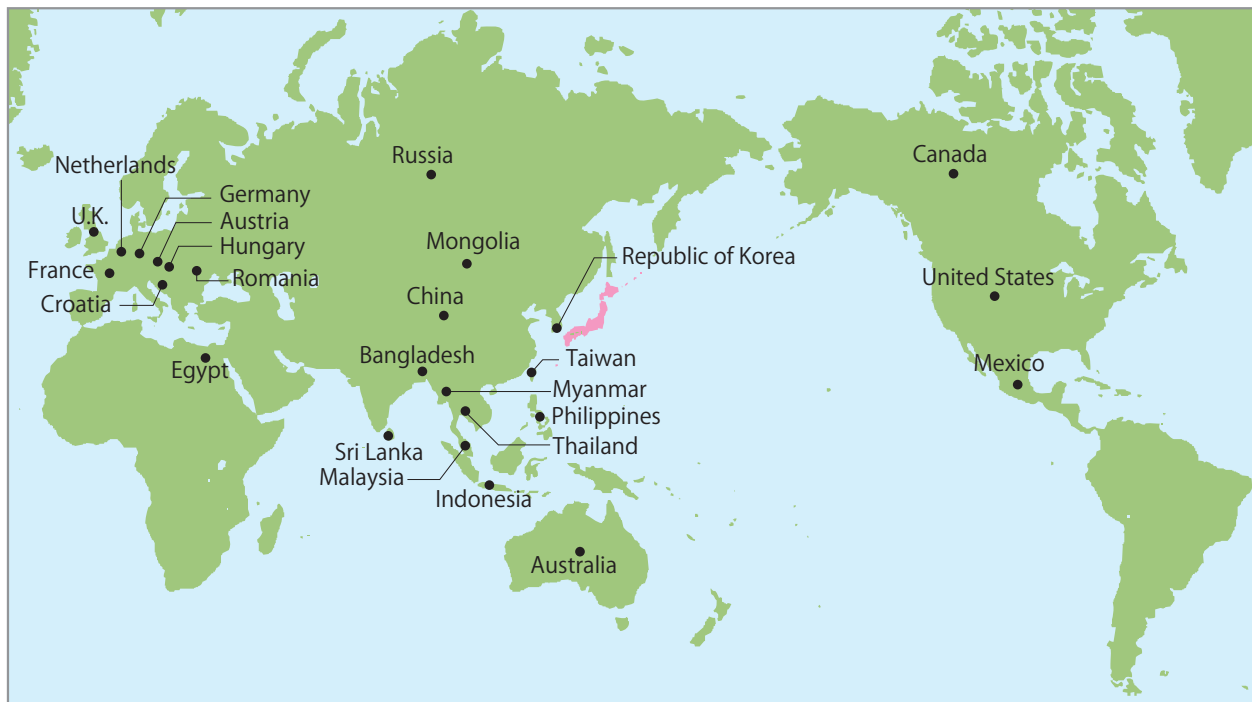 Netherlands
Germany
U.K.
Austria
Hungary
France
Romania
Croatia
Egypt
Russia
Mongolia
China
Republic of Korea
Bangladesh
Taiwan
Myanmar
Philippines
Thailand
Sri Lanka
Malaysia
Indonesia
Australia
Canada
United States
Mexico